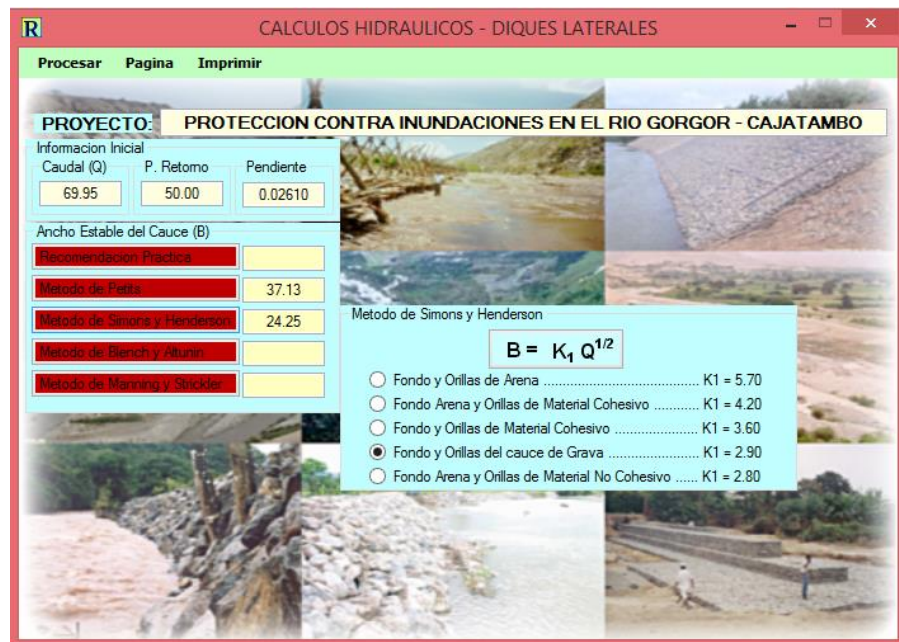 R
CALCULOS HIDRAULICOS - DIQUES LATERALES
Procesar Pagina Imprimir
PROYECTO: PROTECCION CONTRA INUNDACIONES EN EL RIO GORGOR - CAJATAMBO
Informacion Inicial
Caudal (Q) P. Retorno Pendiente
69.95 50.00 0.02610
Ancho Estable del Cauce (B)
Recomendacion Practica
Metodo de Petits 37.13
Metodo de Simons y Henderson 24.25
Metodo de Blench y Altunin
Metodo de Manning y Strickler
Metodo de Simons y Henderson
B = K₁ Q^1/2
Fondo y Orillas de Arena ............................................ K1 = 5.70
Fondo Arena y Orillas de Material Cohesivo ............ K1 = 4.20
Fondo y Orillas de Material Cohesivo ....................... K1 = 3.60
Fondo y Orillas del cauce de Grava .......................... K1 = 2.90
Fondo Arena y Orillas de Material No Cohesivo ...... K1 = 2.80